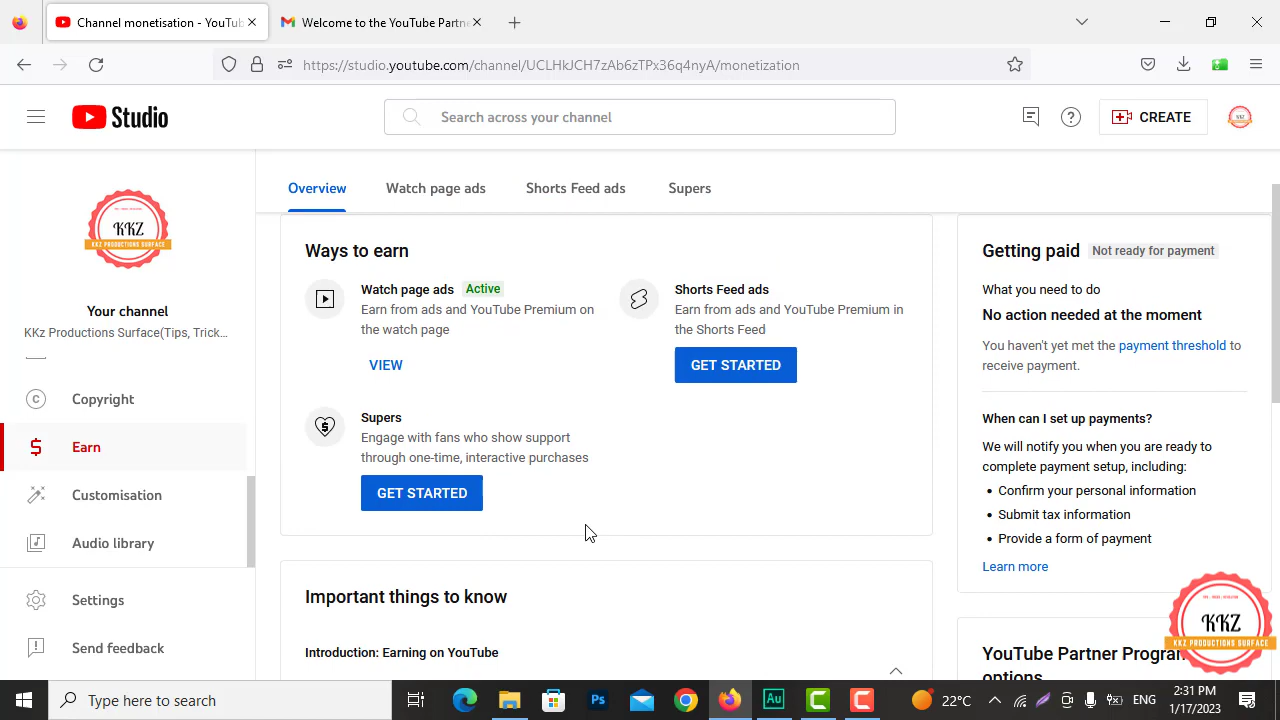 Channel monetisation - YouTub
Welcome to the YouTube Partne
https://studio.youtube.com/channel/UCLHkJCH7zAb6zTPx36q4nyA/monetization
Studio
Search across your channel
CREATE
KKZ
KKZ PRODUCTIONS SURFACE
Your channel
KKz Productions Surface(Tips, Trick...
Copyright
Earn
Customisation
Audio library
Settings
Send feedback
Overview
Watch page ads
Shorts Feed ads
Supers
Ways to earn
Watch page ads Active
Earn from ads and YouTube Premium on
the watch page
VIEW
Shorts Feed ads
Earn from ads and YouTube Premium in
the Shorts Feed
GET STARTED
Supers
Engage with fans who show support
through one-time, interactive purchases
GET STARTED
Important things to know
Introduction: Earning on YouTube
Getting paid Not ready for payment
What you need to do
No action needed at the moment
You haven't yet met the payment threshold to
receive payment.
When can I set up payments?
We will notify you when you are ready to
complete payment setup, including:
• Confirm your personal information
• Submit tax information
• Provide a form of payment
Learn more
YouTube Partner Program
options
KKZ
KKZ PRODUCTIONS SURFACE
Type here to search
Ps
Au
22°C
ENG
2:31 PM
1/17/2023